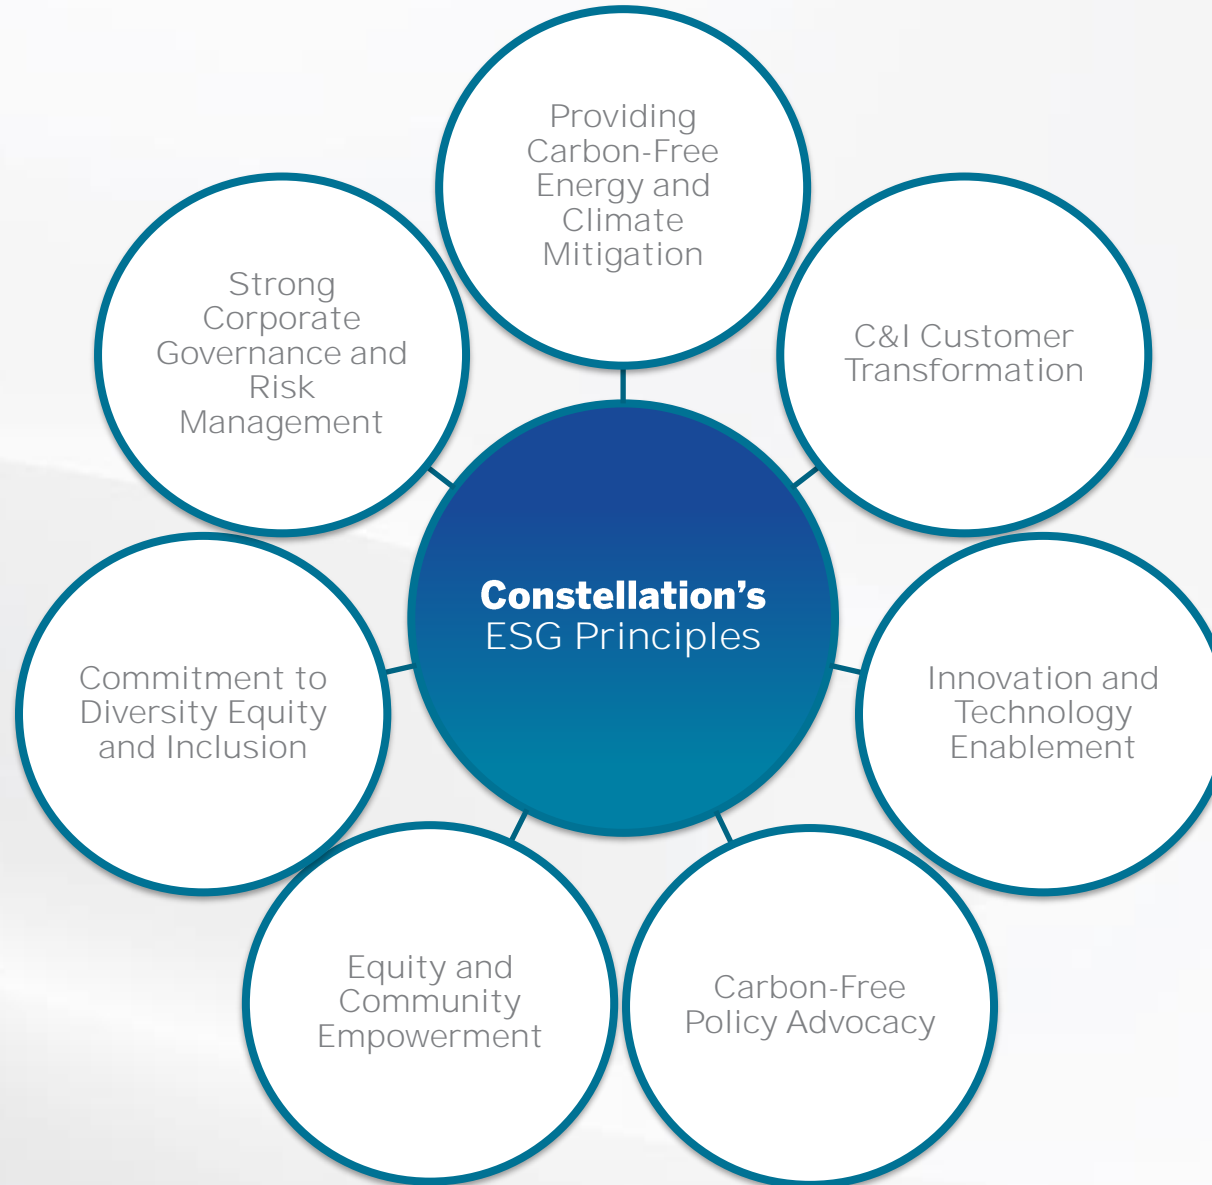 Providing
Carbon-Free
Energy and
Climate
Mitigation
C&I Customer
Transformation
Innovation and
Technology
Enablement
Carbon-Free
Policy Advocacy
Equity and
Community
Empowerment
Commitment to
Diversity Equity
and Inclusion
Strong
Corporate
Governance and
Risk
Management
Constellation’s
ESG Principles